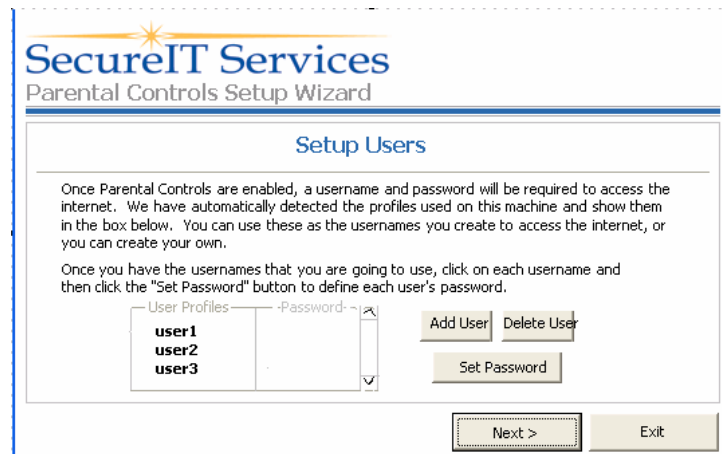 SecureIT Services
Parental Controls Setup Wizard
Setup Users
Once Parental Controls are enabled, a username and password will be required to access the
internet. We have automatically detected the profiles used on this machine and show them
in the box below. You can use these as the usernames you create to access the internet, or
you can create your own.
Once you have the usernames that you are going to use, click on each username and
then click the "Set Password" button to define each user's password.
User Profiles Password
user1
user2
user3
Add User Delete User
Set Password
Next > Exit